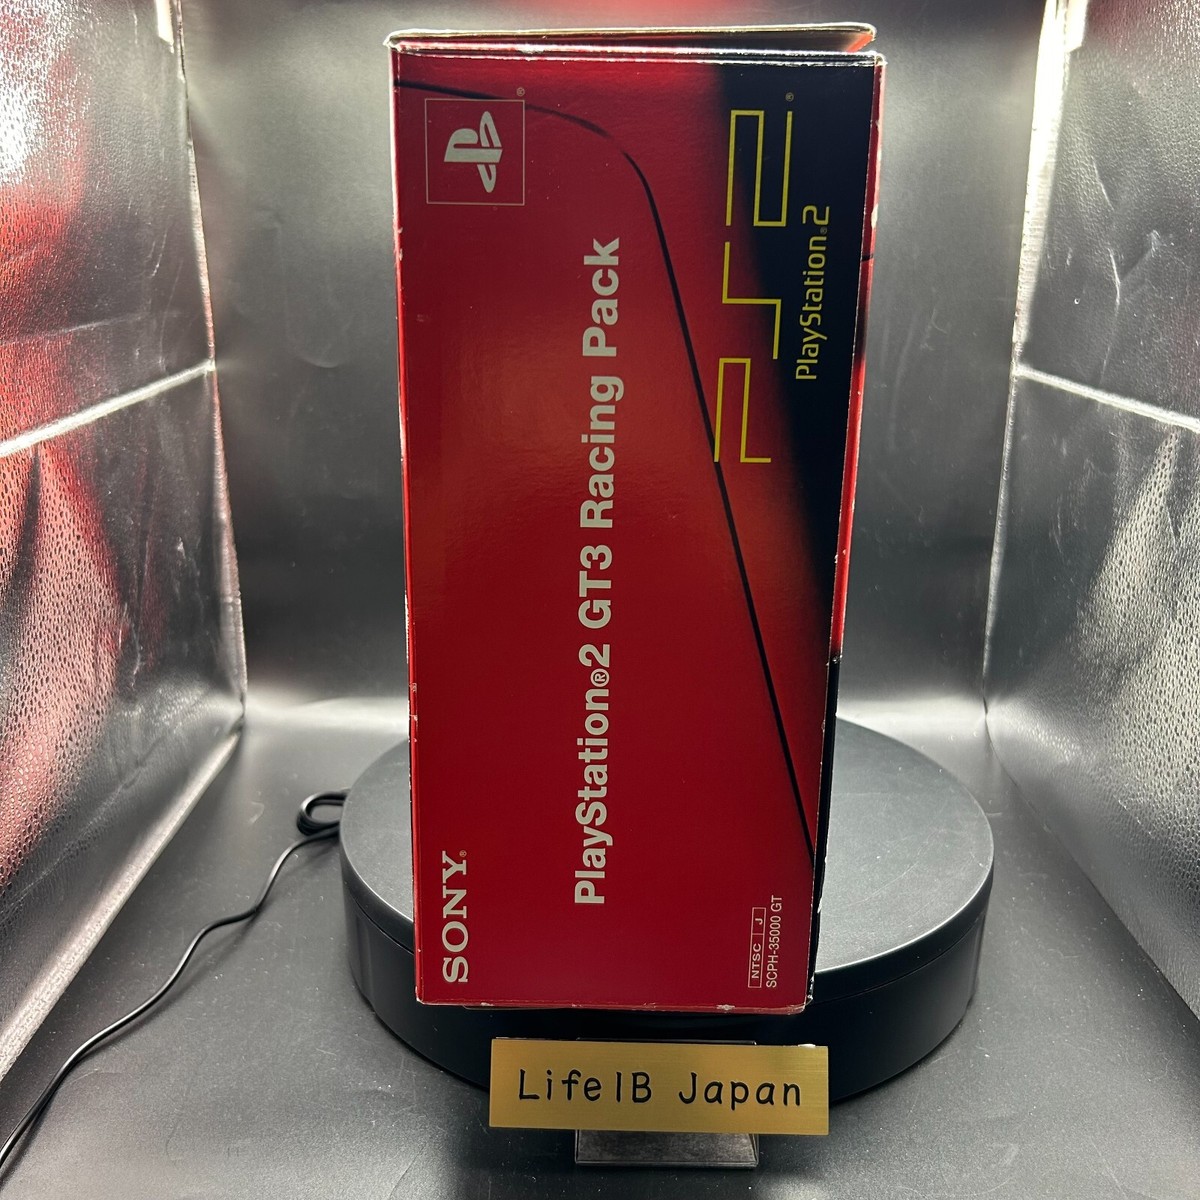 SONY®
PlayStation®2 GT3 Racing Pack
NTSC J
SCPH-35000 GT
PS2®
PlayStation®2
®
Life1B Japan